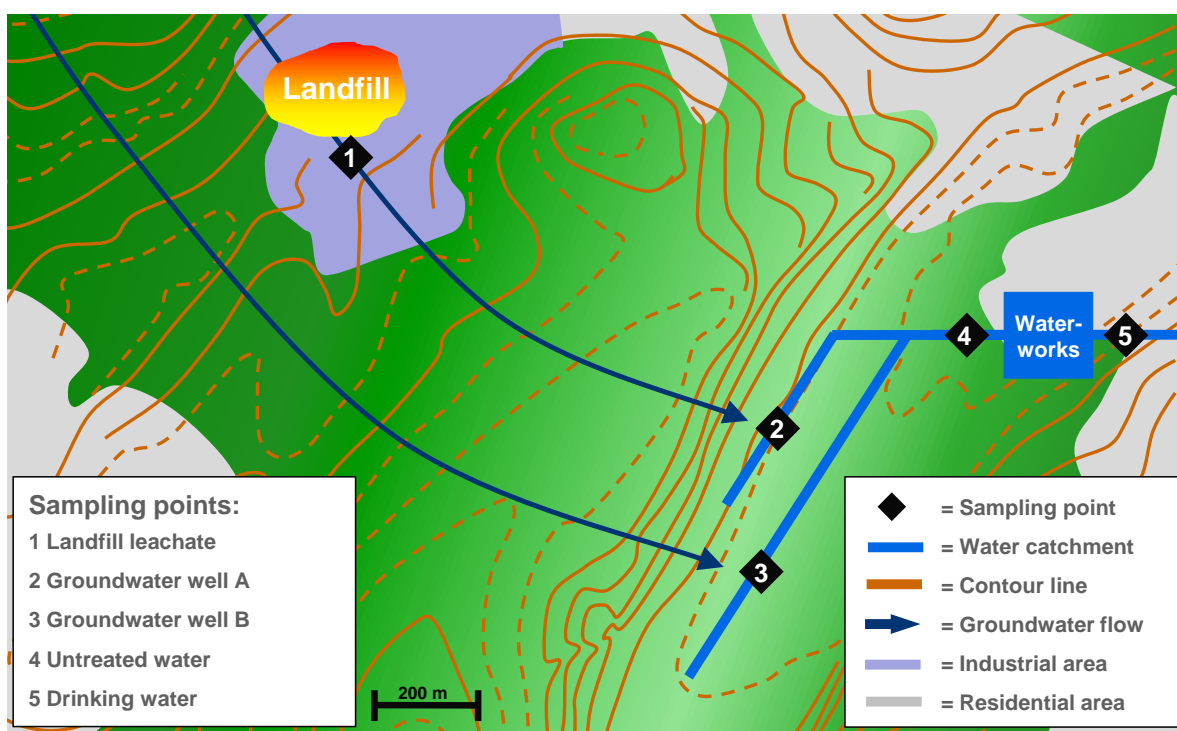 Landfill
1
2
3
4
Water-
works
5
Sampling points:
1 Landfill leachate
2 Groundwater well A
3 Groundwater well B
4 Untreated water
5 Drinking water
200 m
= Sampling point
= Water catchment
= Contour line
= Groundwater flow
= Industrial area
= Residential area